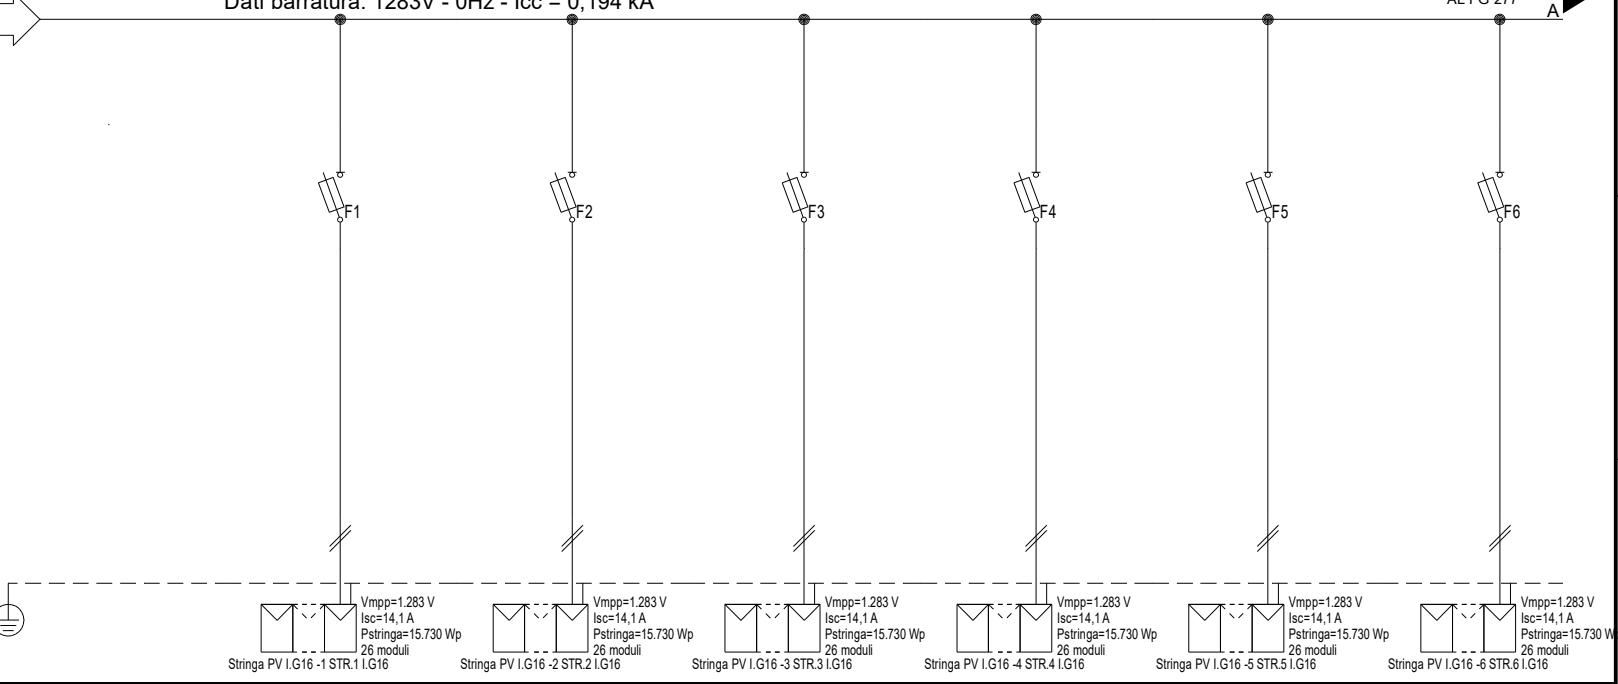 Dati barratura: 1283V - 0Hz - Icc = 0,194 kA
A
F1
F2
F3
F4
F5
F6
Vmpp=1.283 V
Isc=14,1 A
Pstringa=15.730 Wp
26 moduli
Stringa PV I.G16 -1 STR.1 I.G16
Vmpp=1.283 V
Isc=14,1 A
Pstringa=15.730 Wp
26 moduli
Stringa PV I.G16 -2 STR.2 I.G16
Vmpp=1.283 V
Isc=14,1 A
Pstringa=15.730 Wp
26 moduli
Stringa PV I.G16 -3 STR.3 I.G16
Vmpp=1.283 V
Isc=14,1 A
Pstringa=15.730 Wp
26 moduli
Stringa PV I.G16 -4 STR.4 I.G16
Vmpp=1.283 V
Isc=14,1 A
Pstringa=15.730 Wp
26 moduli
Stringa PV I.G16 -5 STR.5 I.G16
Vmpp=1.283 V
Isc=14,1 A
Pstringa=15.730 W
26 moduli
Stringa PV I.G16 -6 STR.6 I.G16